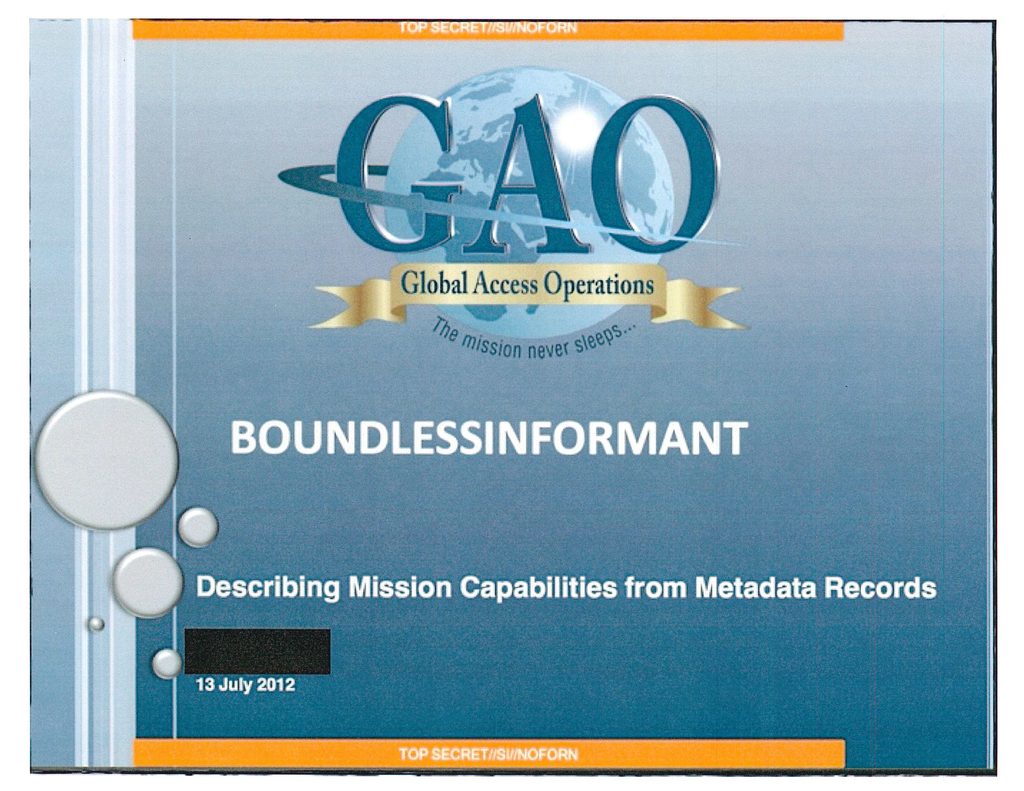 TOP SECRET//SI//NOFORN
GAO
Global Access Operations
The mission never sleeps...
BOUNDLESSINFORMANT
Describing Mission Capabilities from Metadata Records
13 July 2012
TOP SECRET//SI//NOFORN